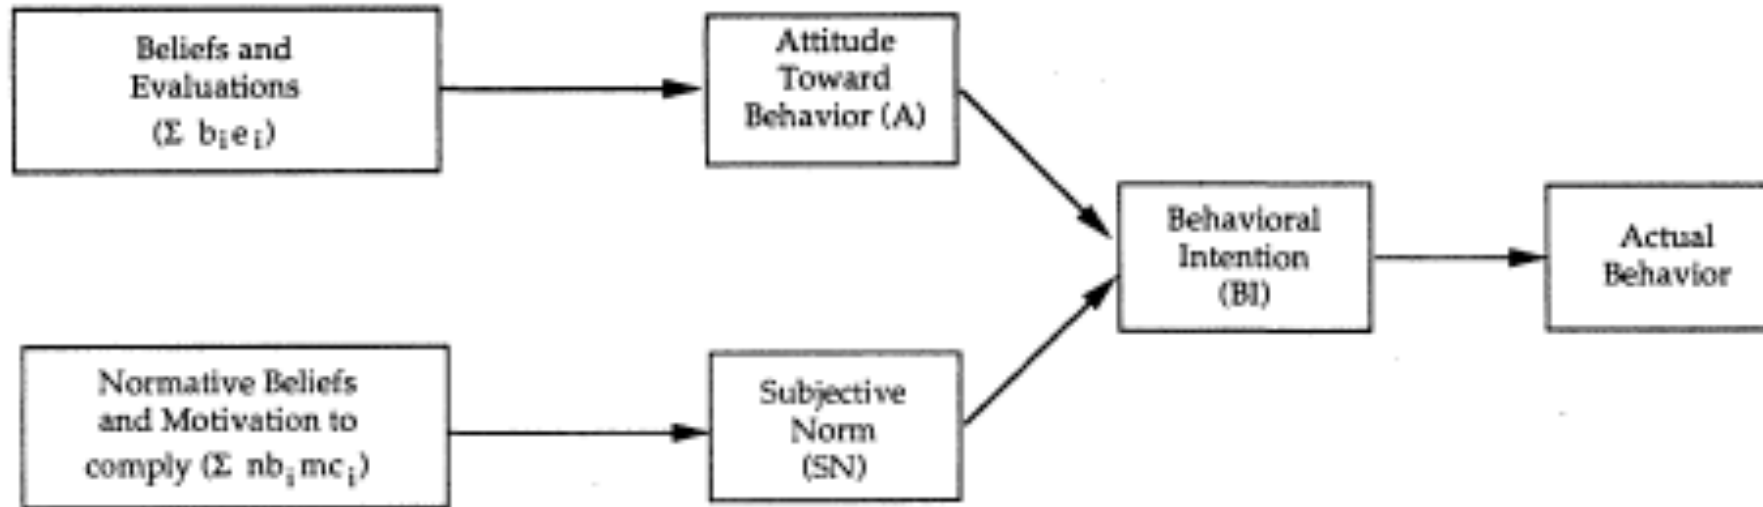 Beliefs and
Evaluations
(Σ bᵢeᵢ)
Attitude
Toward
Behavior (A)
Behavioral
Intention
(BI)
Actual
Behavior
Normative Beliefs
and Motivation to
comply (Σ nbᵢmcᵢ)
Subjective
Norm
(SN)